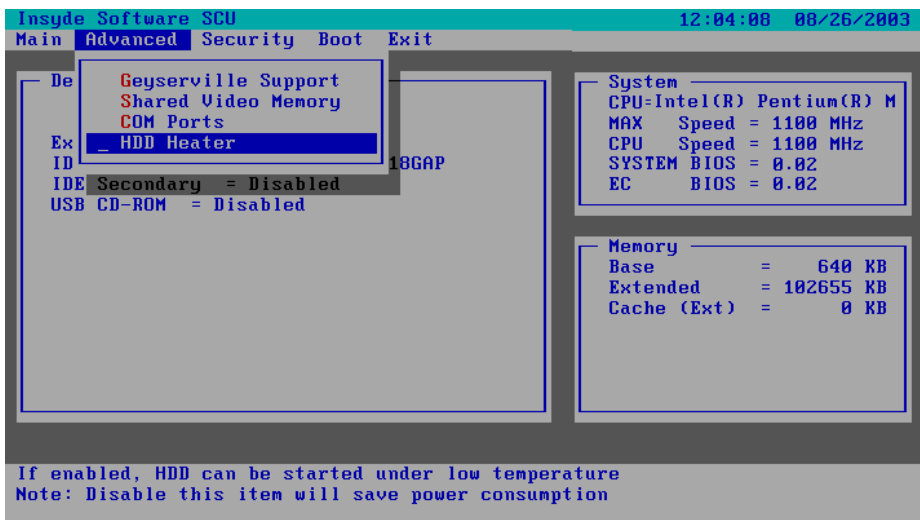 Insyde Software SCU 12:04:08 08/26/2003
Main Advanced Security Boot Exit
De
Geyserville Support
Shared Video Memory
COM Ports
_ HDD Heater
Ex
ID 18GAP
IDE Secondary = Disabled
USB CD-ROM = Disabled
System
CPU=Intel(R) Pentium(R) M
MAX Speed = 1100 MHz
CPU Speed = 1100 MHz
SYSTEM BIOS = 0.02
EC BIOS = 0.02
Memory
Base = 640 KB
Extended = 102655 KB
Cache (Ext) = 0 KB
If enabled, HDD can be started under low temperature
Note: Disable this item will save power consumption